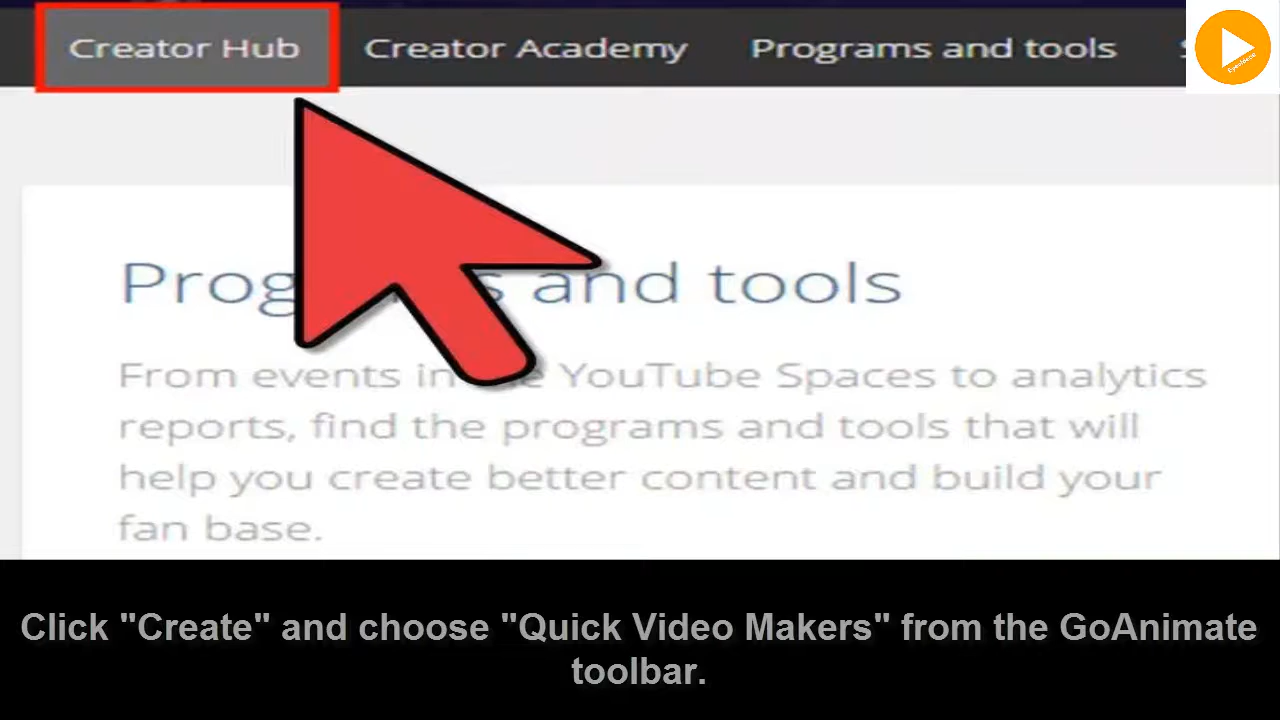 Creator Hub Creator Academy Programs and tools
and tools
From events in YouTube Spaces to analytics
reports, find the programs and tools that will
help you create better content and build your
fan base.
Click "Create" and choose "Quick Video Makers" from the GoAnimate
toolbar.